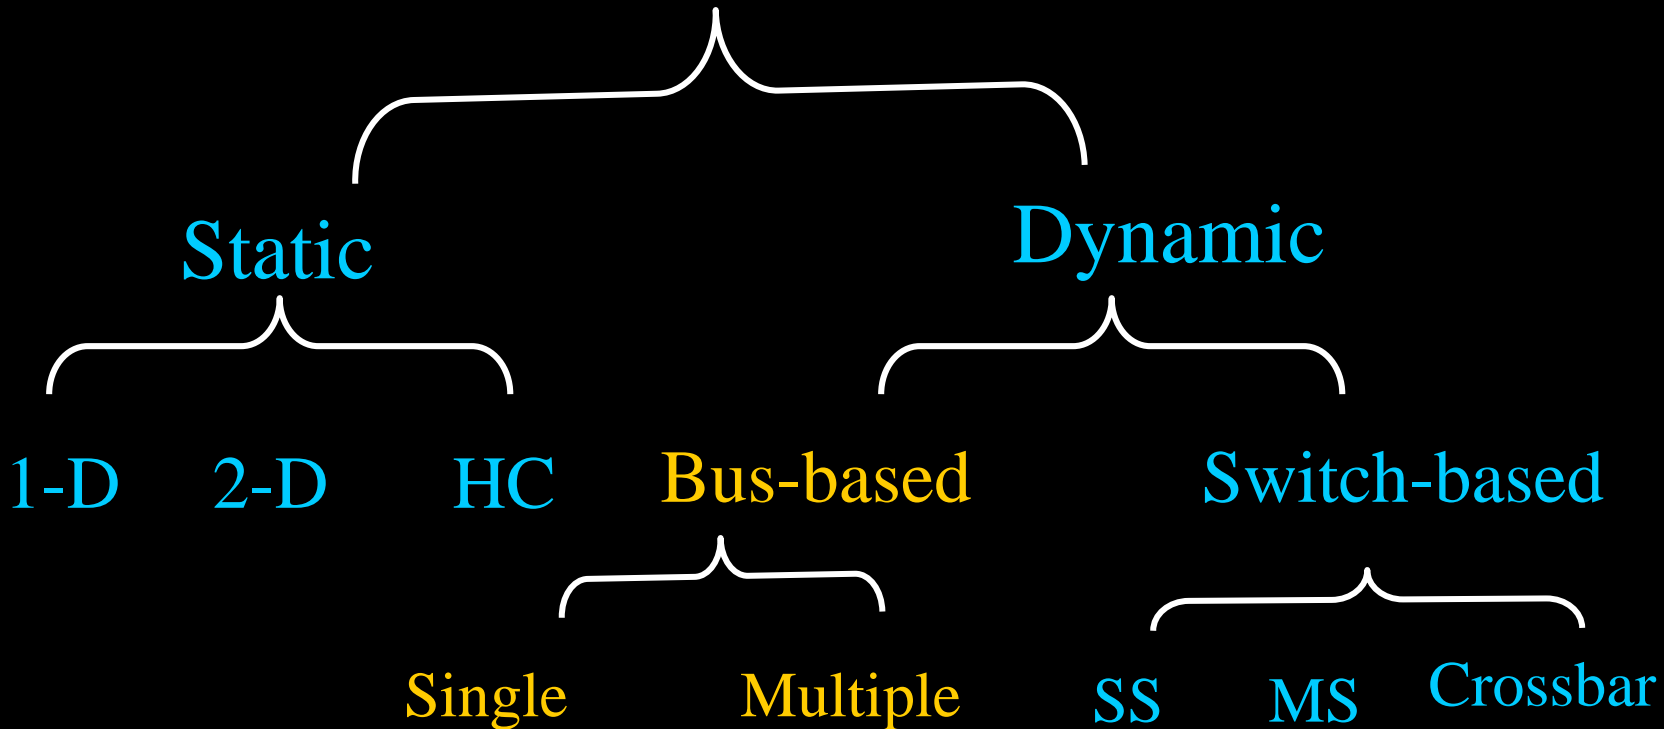 Static Dynamic
1-D 2-D HC Bus-based Switch-based
Single Multiple SS MS Crossbar